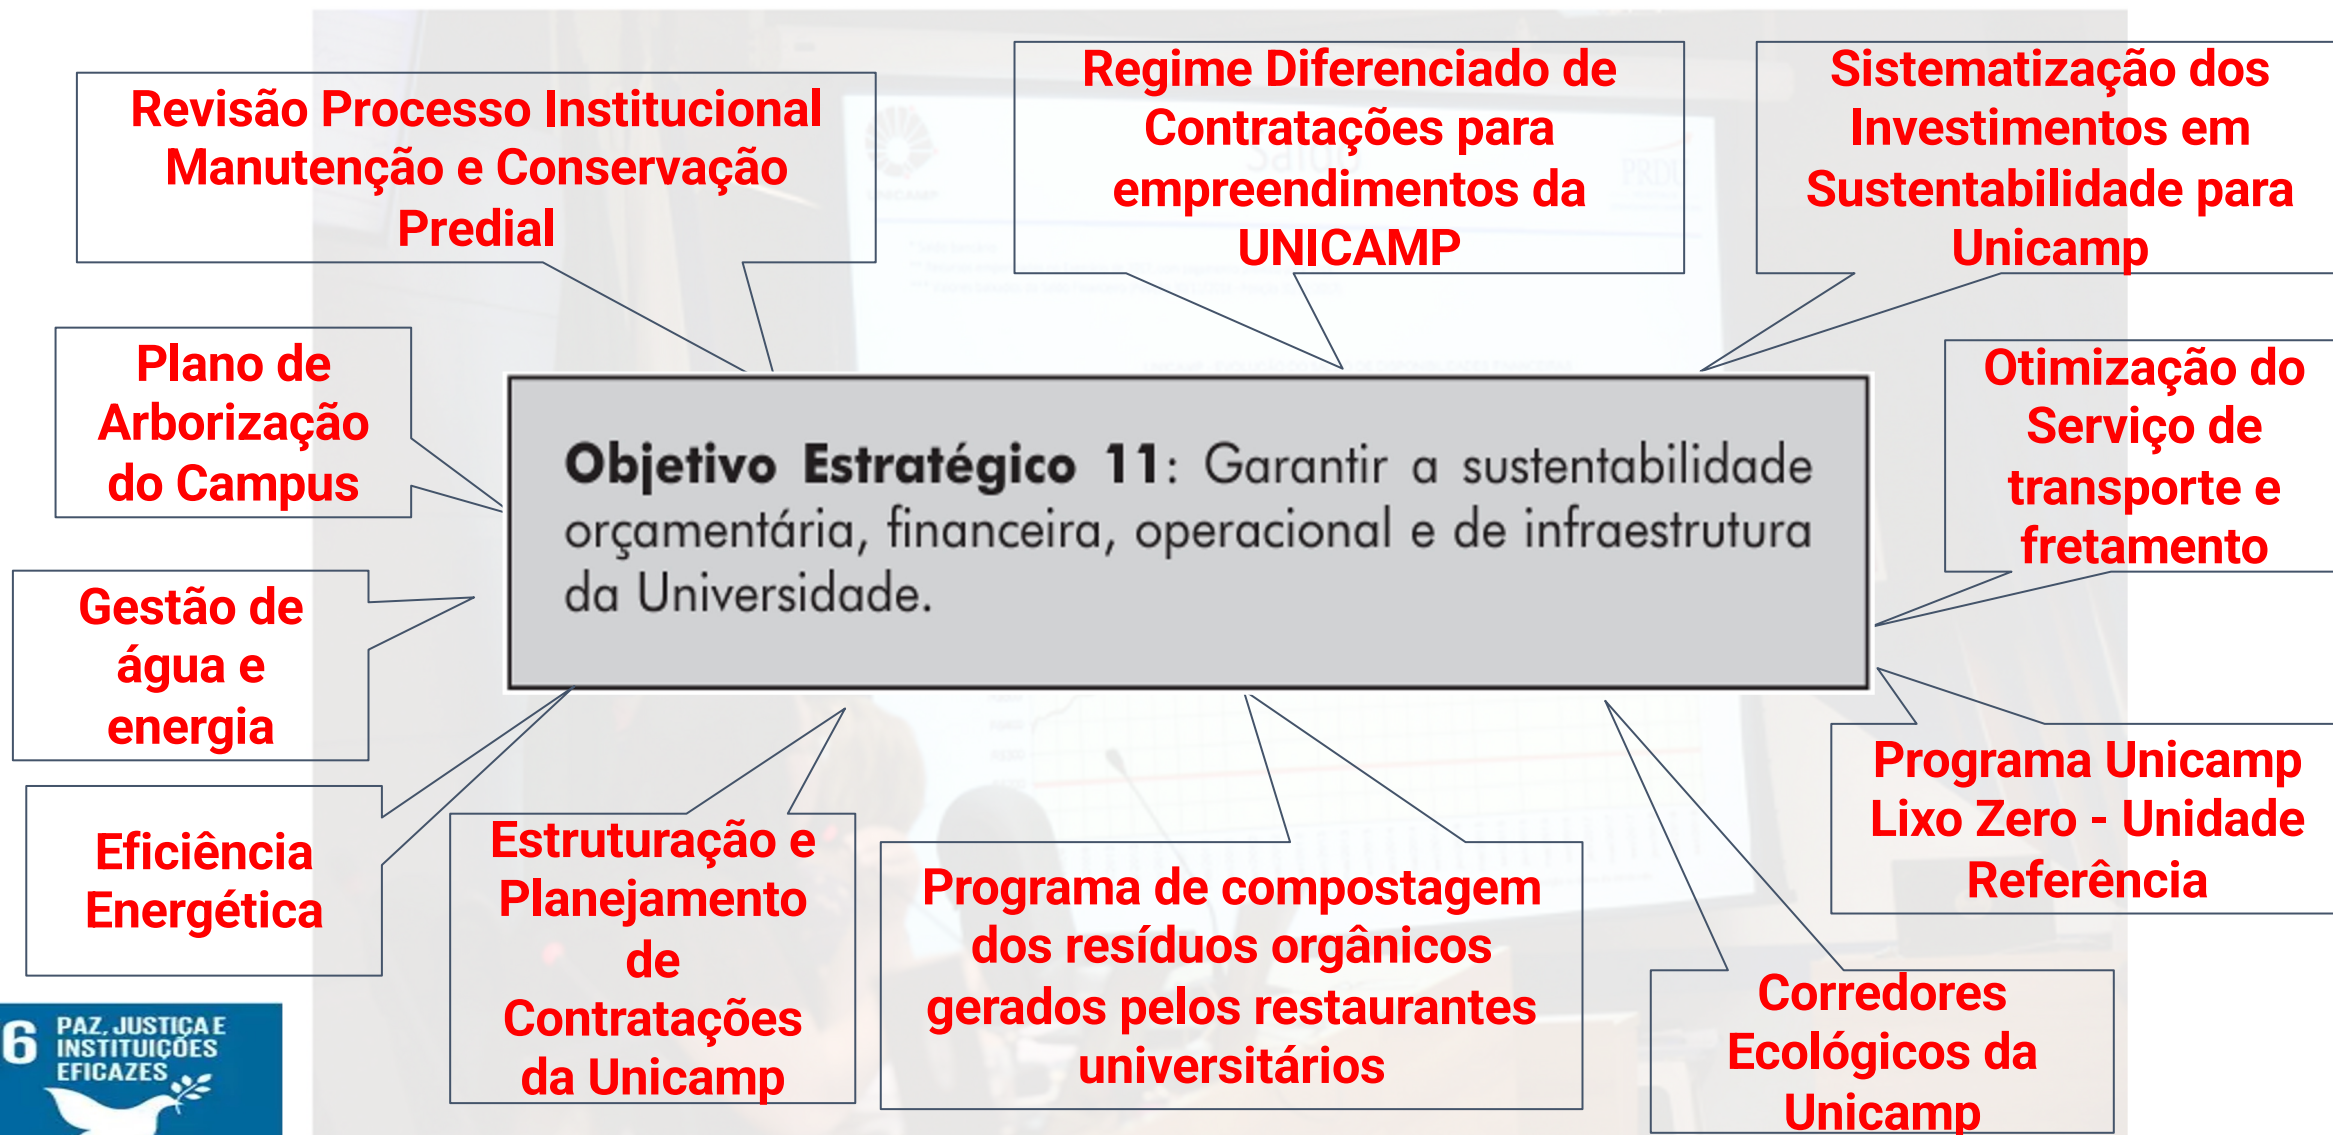 Revisão Processo Institucional
Manutenção e Conservação
Predial
Regime Diferenciado de
Contratações para
empreendimentos da
UNICAMP
Sistematização dos
Investimentos em
Sustentabilidade para
Unicamp
Plano de
Arborização
do Campus
Otimização do
Serviço de
transporte e
fretamento
Objetivo Estratégico 11: Garantir a sustentabilidade
orçamentária, financeira, operacional e de infraestrutura
da Universidade.
Gestão de
água e
energia
Programa Unicamp
Lixo Zero - Unidade
Referência
Eficiência
Energética
Estruturação e
Planejamento
de
Contratações
da Unicamp
Programa de compostagem
dos resíduos orgânicos
gerados pelos restaurantes
universitários
Corredores
Ecológicos da
Unicamp
6 PAZ, JUSTIÇA E
INSTITUIÇÕES
EFICAZES
Saldo
PRDU
UNICAMP